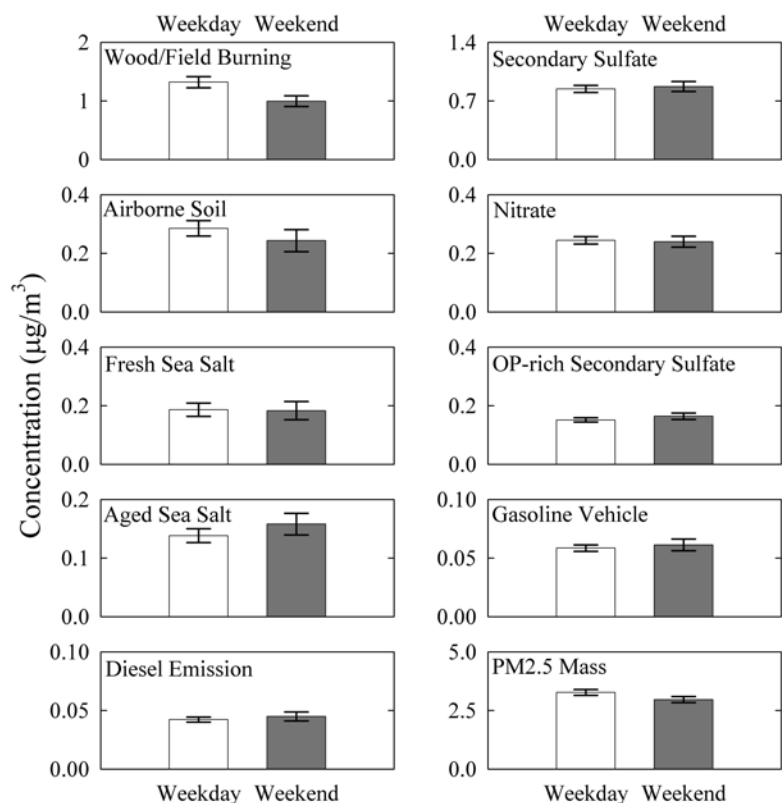 Weekday Weekend
Weekday Weekend
Concentration (µg/m³)
Wood/Field Burning
2
1
0
Secondary Sulfate
1.4
0.7
0.0
Airborne Soil
0.4
0.2
0.0
Nitrate
0.4
0.2
0.0
Fresh Sea Salt
0.4
0.2
0.0
OP-rich Secondary Sulfate
0.4
0.2
0.0
Aged Sea Salt
0.2
0.1
0.0
Gasoline Vehicle
0.10
0.05
0.00
Diesel Emission
0.10
0.05
0.00
PM2.5 Mass
5.0
2.5
0.0
Weekday Weekend
Weekday Weekend